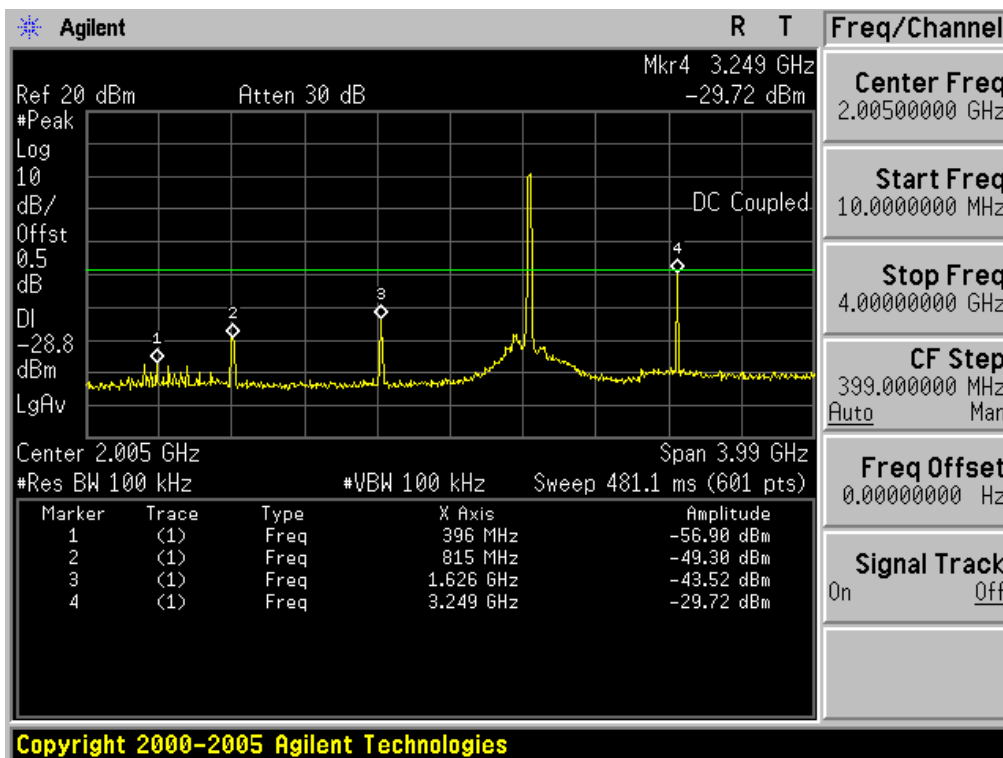 Agilent R T
Freq/Channel
Mkr4 3.249 GHz
Ref 20 dBm Atten 30 dB -29.72 dBm
#Peak
Log
10
dB/
Offst
0.5
dB
DI
-28.8
dBm
LgAv
DC Coupled
1
2
3
4
Center 2.005 GHz Span 3.99 GHz
#Res BW 100 kHz #VBW 100 kHz Sweep 481.1 ms (601 pts)
Marker Trace Type X Axis Amplitude
1 (1) Freq 396 MHz -56.90 dBm
2 (1) Freq 815 MHz -49.30 dBm
3 (1) Freq 1.626 GHz -43.52 dBm
4 (1) Freq 3.249 GHz -29.72 dBm
Center Freq
2.00500000 GHz
Start Freq
10.0000000 MHz
Stop Freq
4.00000000 GHz
CF Step
399.000000 MHz
Auto Man
Freq Offset
0.00000000 Hz
Signal Track
On Off
Copyright 2000-2005 Agilent Technologies